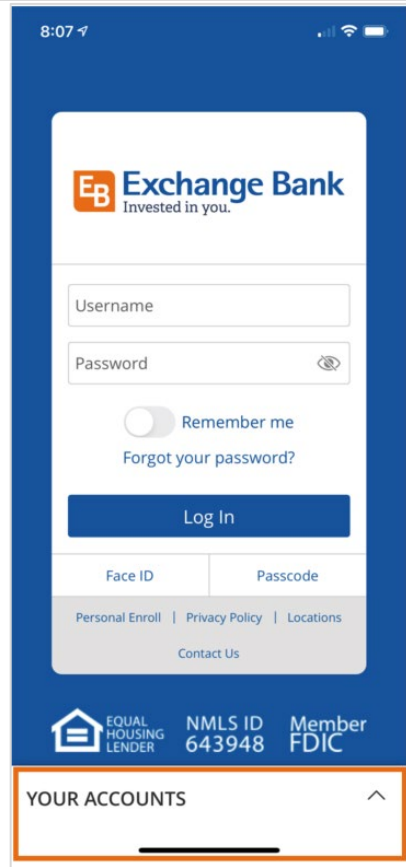 8:07
EB Exchange Bank
Invested in you.
Username
Password
Remember me
Forgot your password?
Log In
Face ID Passcode
Personal Enroll | Privacy Policy | Locations
Contact Us
EQUAL HOUSING LENDER NMLS ID 643948 Member FDIC
YOUR ACCOUNTS